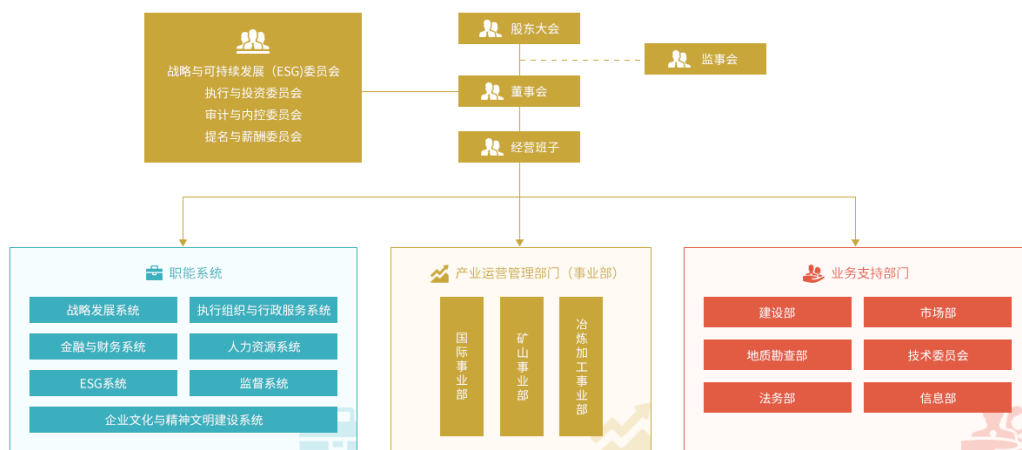 股东大会
监事会
战略与可持续发展（ESG)委员会
执行与投资委员会
审计与内控委员会
提名与薪酬委员会
董事会
经营班子
职能系统
战略发展系统
执行组织与行政服务系统
金融与财务系统
人力资源系统
ESG系统
监督系统
企业文化与精神文明建设系统
产业运营管理部门（事业部）
国际事业部
矿山事业部
冶炼加工事业部
业务支持部门
建设部
市场部
地质勘查部
技术委员会
法务部
信息部